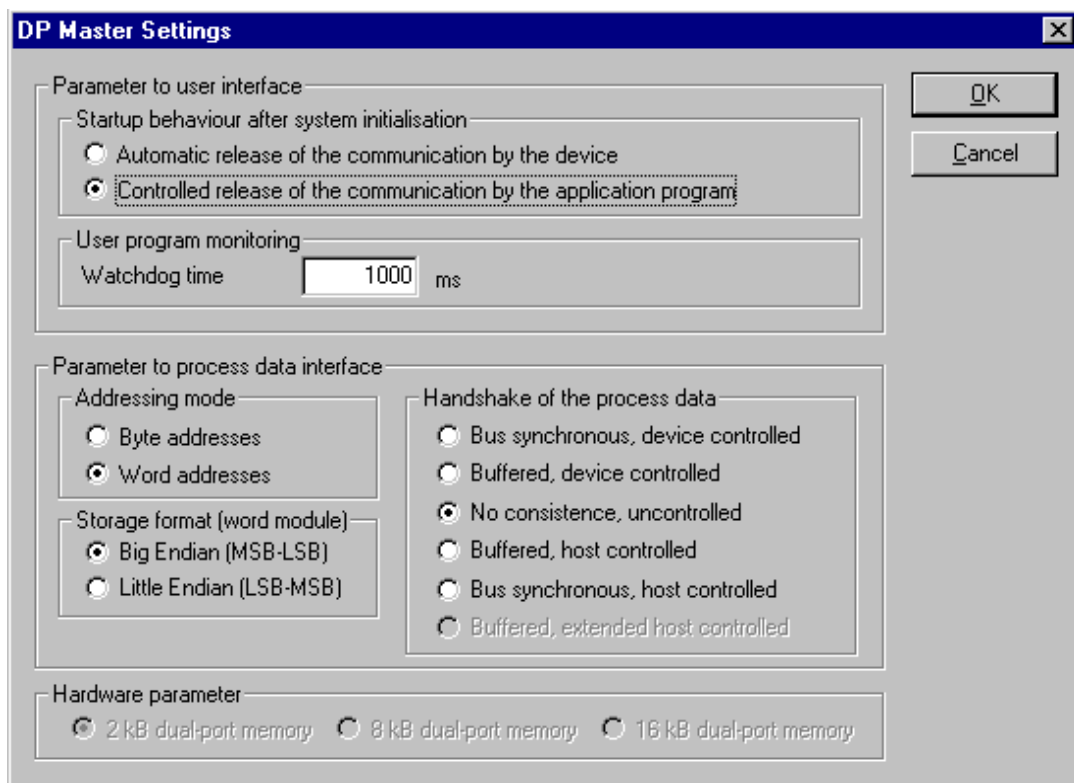 DP Master Settings
Parameter to user interface
OK
Startup behaviour after system initialisation
Automatic release of the communication by the device
Cancel
Controlled release of the communication by the application program
User program monitoring
Watchdog time 1000 ms
Parameter to process data interface
Addressing mode
Byte addresses
Word addresses
Storage format (word module)
Big Endian (MSB-LSB)
Little Endian (LSB-MSB)
Handshake of the process data
Bus synchronous, device controlled
Buffered, device controlled
No consistence, uncontrolled
Buffered, host controlled
Bus synchronous, host controlled
Buffered, extended host controlled
Hardware parameter
2 kB dual-port memory 8 kB dual-port memory 16 kB dual-port memory